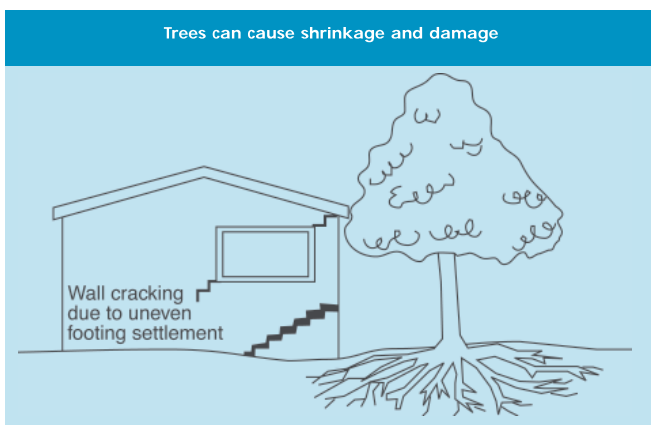 Trees can cause shrinkage and damage
Wall cracking
due to uneven
footing settlement